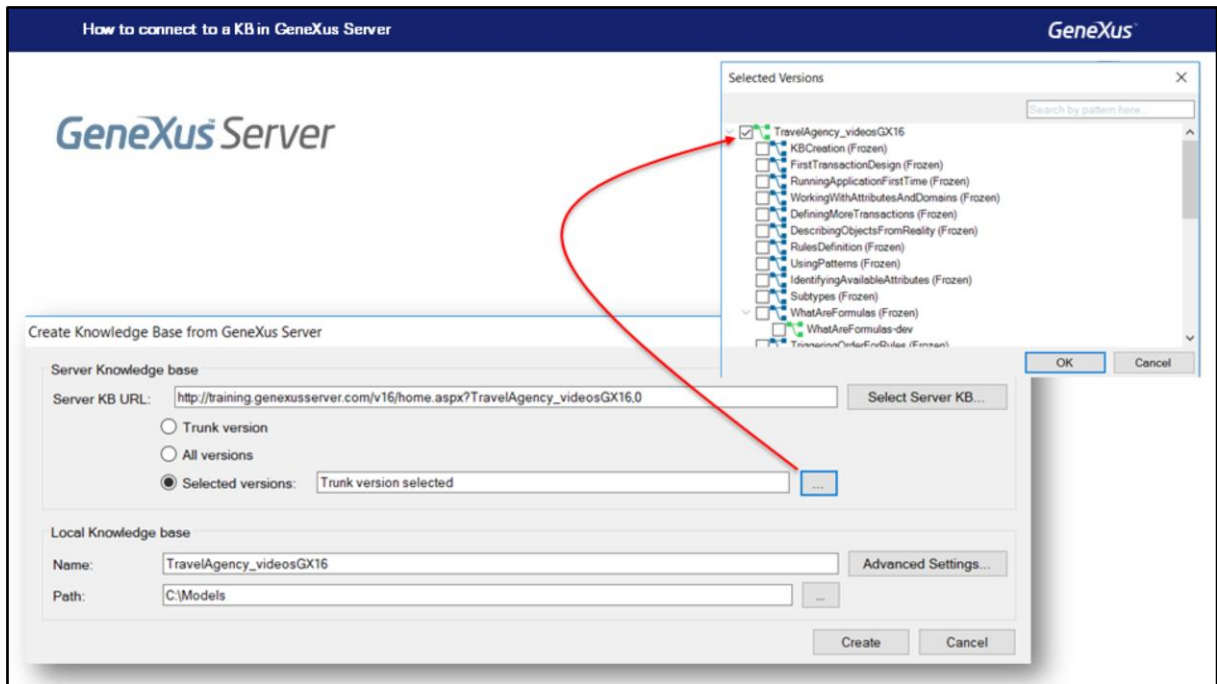 How to connect to a KB in GeneXus Server
GeneXus™
GeneXus™ Server
Selected Versions
Search by pattern here...
TravelAgency_videosGX16
KBCreation (Frozen)
FirstTransactionDesign (Frozen)
RunningApplicationFirstTime (Frozen)
WorkingWithAttributesAndDomains (Frozen)
DefiningMoreTransactions (Frozen)
DescribingObjectsFromReality (Frozen)
RulesDefinition (Frozen)
UsingPatterns (Frozen)
IdentifyingAvailableAttributes (Frozen)
Subtypes (Frozen)
WhatAreFormulas (Frozen)
WhatAreFormulas-dev
TriggeringOrderForRules (Frozen)
OK Cancel
Create Knowledge Base from GeneXus Server
Server Knowledge base
Server KB URL: http://training.genexusserver.com/v16/home.aspx?TravelAgency_videosGX16,0 Select Server KB...
Trunk version
All versions
Selected versions: Trunk version selected ...
Local Knowledge base
Name: TravelAgency_videosGX16 Advanced Settings...
Path: C:\Models ...
Create Cancel